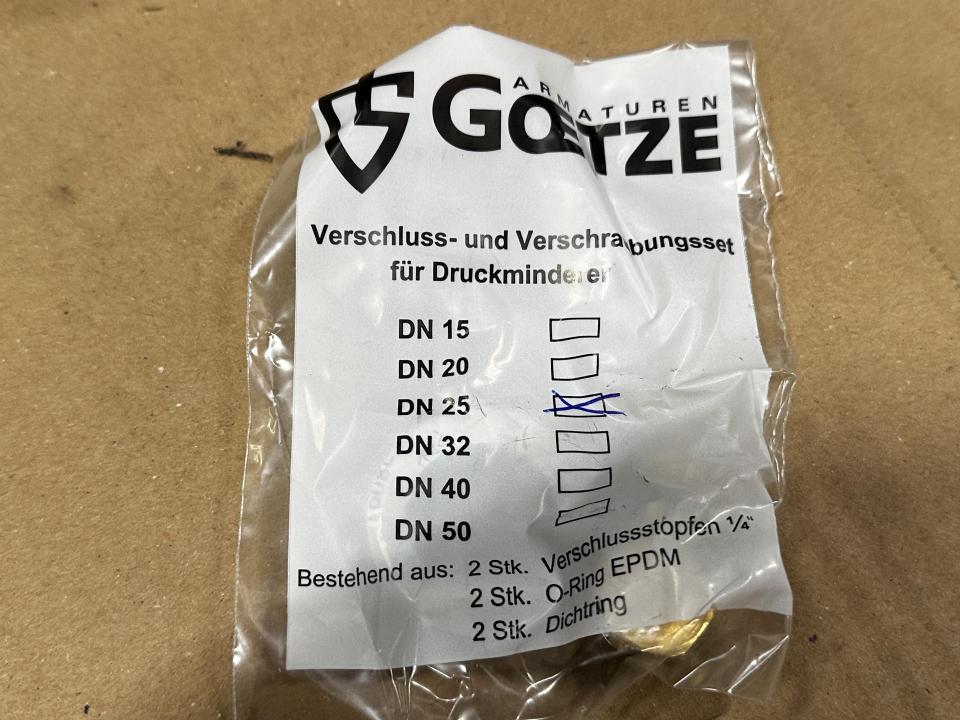 ARMATUREN
GOETZE
Verschluss- und Verschraubungsset
für Druckminderer
DN 15
DN 20
DN 25
DN 32
DN 40
DN 50
Bestehend aus: 2 Stk. Verschlussstopfen ¼"
2 Stk. O-Ring EPDM
2 Stk. Dichtring